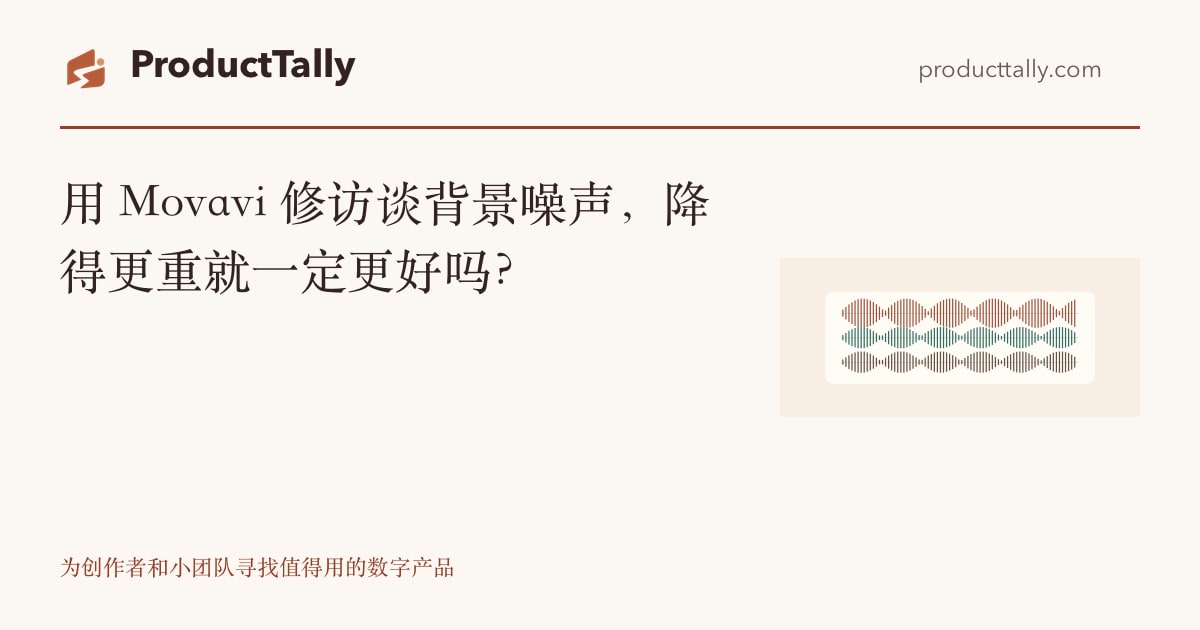 ProductTally
producttally.com
用 Movavi 修访谈背景噪声，降
得更重就一定更好吗？
为创作者和小团队寻找值得用的数字产品